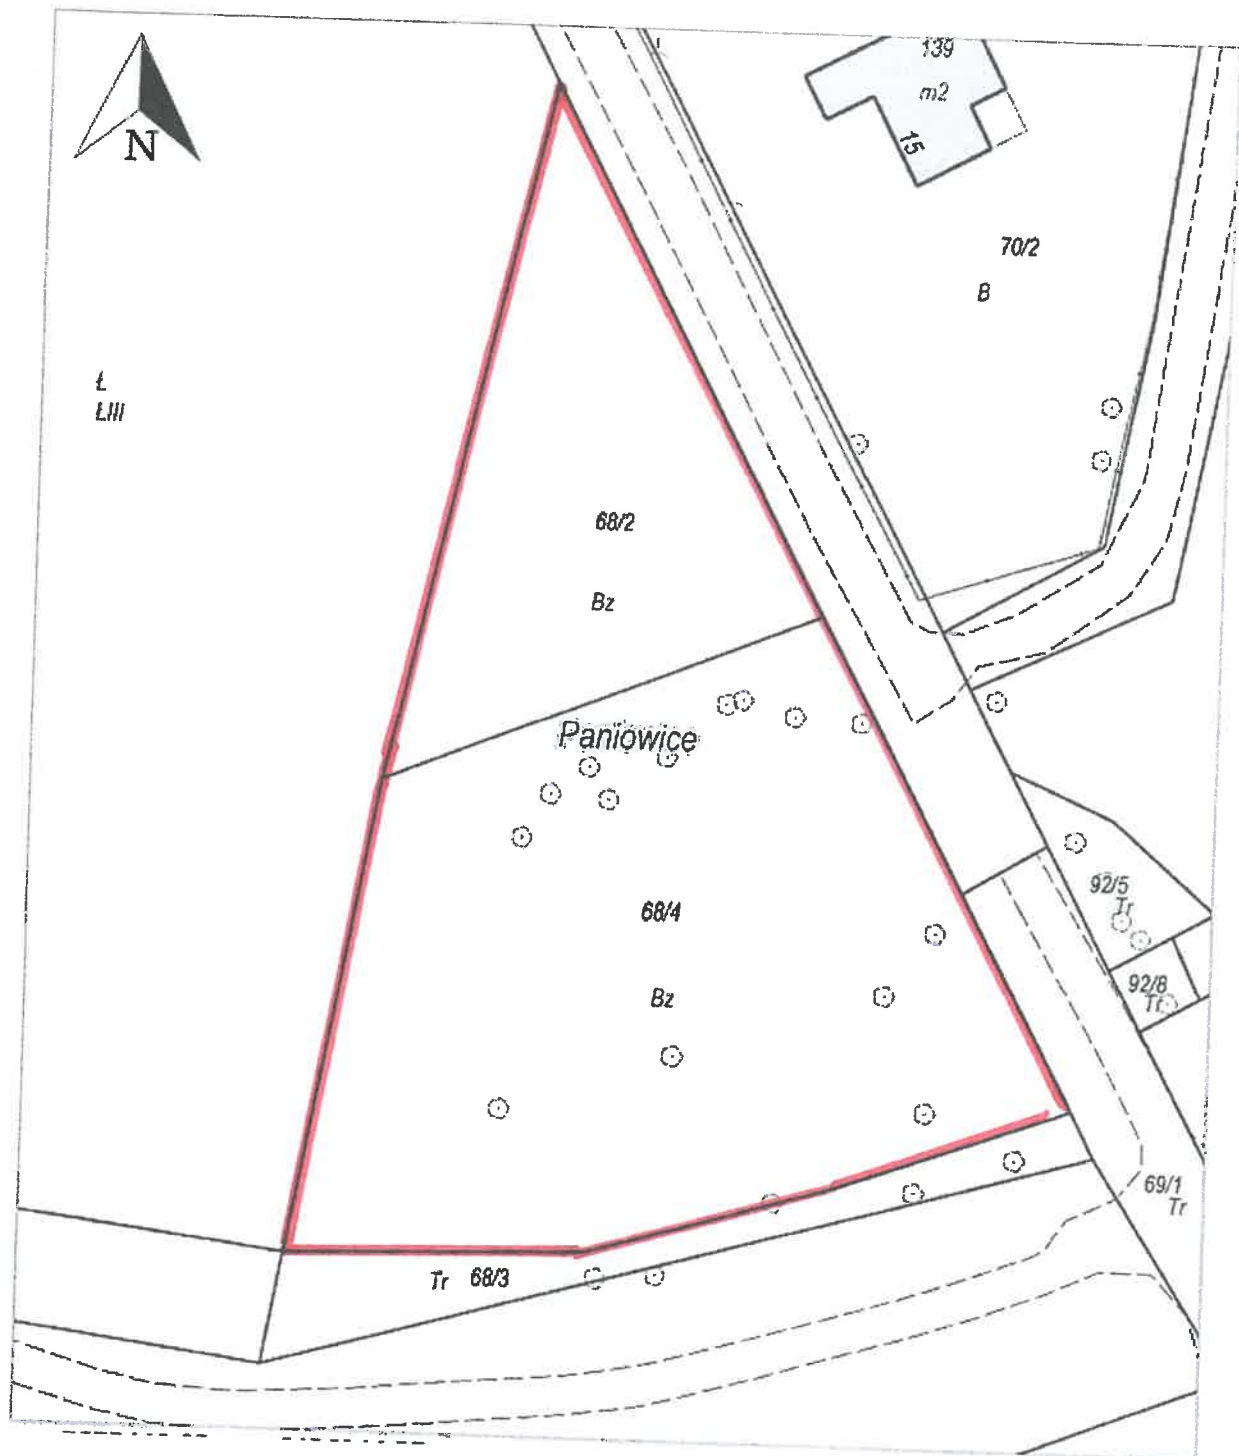 N
139
m2
15
70/2
B
Ł
ŁIII
68/2
Bz
Paniowice
68/4
Bz
92/5
Tr
92/8
Tr
69/1
Tr
Tr 68/3